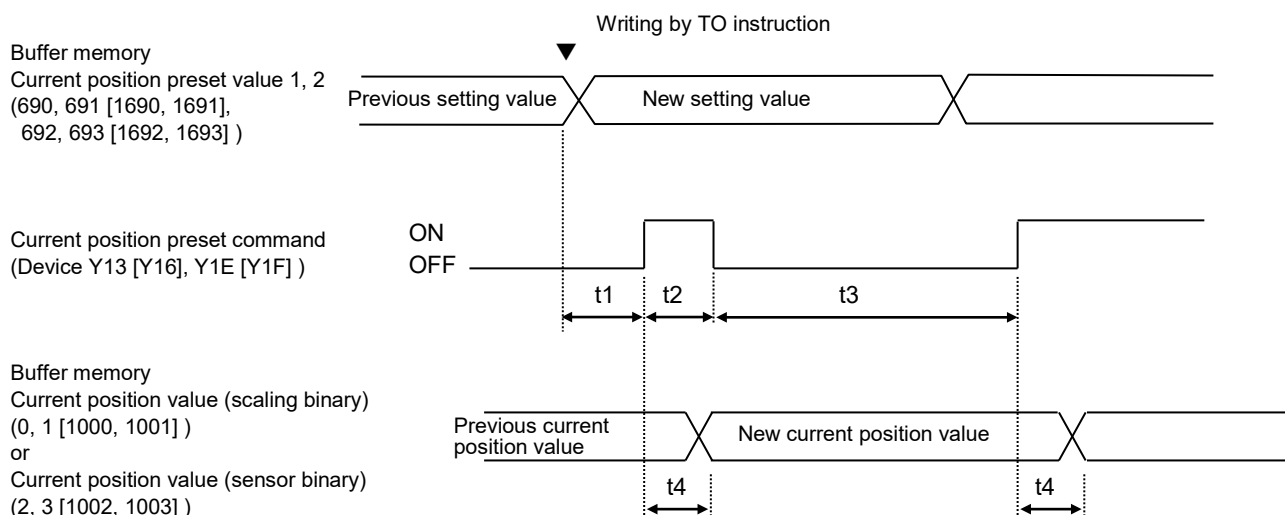 Writing by TO instruction
Buffer memory
Current position preset value 1, 2
(690, 691 [1690, 1691],
692, 693 [1692, 1693] )
Previous setting value
New setting value
Current position preset command
(Device Y13 [Y16], Y1E [Y1F] )
ON
OFF
t1
t2
t3
Buffer memory
Current position value (scaling binary)
(0, 1 [1000, 1001] )
or
Current position value (sensor binary)
(2, 3 [1002, 1003] )
Previous current
position value
New current position value
t4
t4